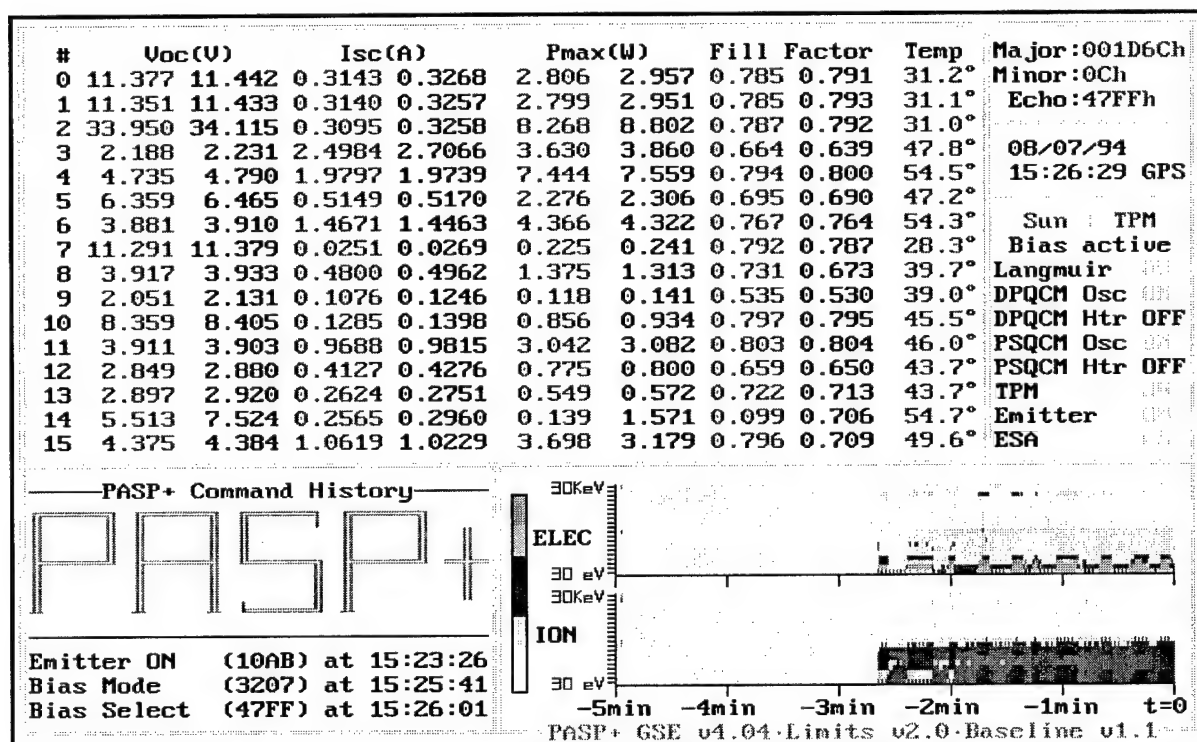 # Voc(V) Isc(A) Pmax(W) Fill Factor Temp
0 11.377 11.442 0.3143 0.3268 2.806 2.957 0.785 0.791 31.2°
1 11.351 11.433 0.3140 0.3257 2.799 2.951 0.785 0.793 31.1°
2 33.950 34.115 0.3095 0.3258 8.268 8.802 0.787 0.792 31.0°
3 2.188 2.231 2.4984 2.7066 3.630 3.860 0.664 0.639 47.8°
4 4.735 4.790 1.9797 1.9739 7.444 7.559 0.794 0.800 54.5°
5 6.359 6.465 0.5149 0.5170 2.276 2.306 0.695 0.690 47.2°
6 3.881 3.910 1.4671 1.4463 4.366 4.322 0.767 0.764 54.3°
7 11.291 11.379 0.0251 0.0269 0.225 0.241 0.792 0.787 28.3°
8 3.917 3.933 0.4800 0.4962 1.375 1.313 0.731 0.673 39.7°
9 2.051 2.131 0.1076 0.1246 0.118 0.141 0.535 0.530 39.0°
10 8.359 8.405 0.1285 0.1398 0.856 0.934 0.797 0.795 45.5°
11 3.911 3.903 0.9688 0.9815 3.042 3.082 0.803 0.804 46.0°
12 2.849 2.880 0.4127 0.4276 0.775 0.800 0.659 0.650 43.7°
13 2.897 2.920 0.2624 0.2751 0.549 0.572 0.722 0.713 43.7°
14 5.513 7.524 0.2565 0.2960 0.139 1.571 0.099 0.706 54.7°
15 4.375 4.384 1.0619 1.0229 3.698 3.179 0.796 0.709 49.6°
Major:001D6Ch
Minor:0Ch
Echo:47FFh
08/07/94
15:26:29 GPS
Sun TPM
Bias active
Langmuir
DPQCM Osc
DPQCM Htr OFF
PSQCM Osc
PSQCM Htr OFF
TPM
Emitter
ESA
PASP+ Command History
PASP+
Emitter ON (10AB) at 15:23:26
Bias Mode (3207) at 15:25:41
Bias Select (47FF) at 15:26:01
30KeV
ELEC
30 eV
30KeV
ION
30 eV
-5min -4min -3min -2min -1min t=0
PASP+ GSE v4.04·Limits v2.0·Baseline v1.1